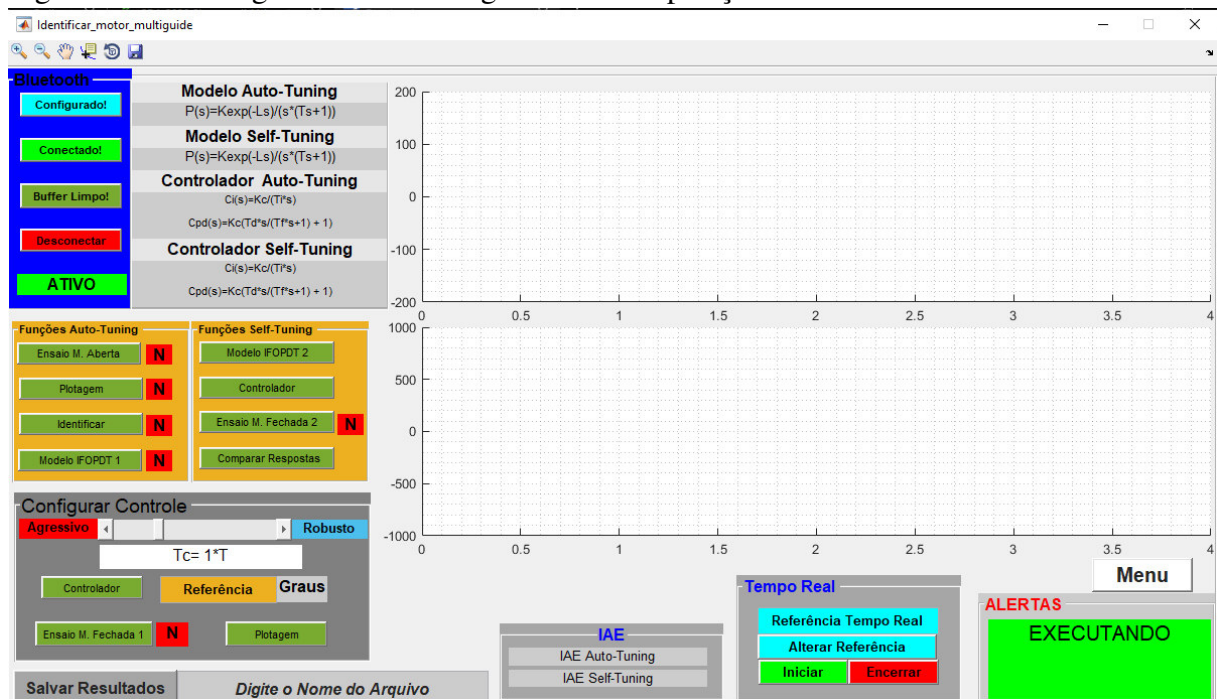 Identificar_motor_multiguide
Bluetooth
Configurado!
Conectado!
Buffer Limpo!
Desconectar
ATIVO
Modelo Auto-Tuning
P(s)=Kexp(-Ls)/(s*(Ts+1))
Modelo Self-Tuning
P(s)=Kexp(-Ls)/(s*(Ts+1))
Controlador Auto-Tuning
Ci(s)=Kc/(Ti*s)
Cpd(s)=Kc(Td*s/(Tf*s+1) + 1)
Controlador Self-Tuning
Ci(s)=Kc/(Ti*s)
Cpd(s)=Kc(Td*s/(Tf*s+1) + 1)
200
100
0
-100
-200
0 0.5 1 1.5 2 2.5 3 3.5 4
1000
500
0
-500
-1000
0 0.5 1 1.5 2 2.5 3 3.5 4
Funções Auto-Tuning
Ensaio M. Aberta N
Plotagem N
Identificar N
Modelo IFOPDT 1 N
Funções Self-Tuning
Modelo IFOPDT 2
Controlador
Ensaio M. Fechada 2 N
Comparar Respostas
Configurar Controle
Agressivo Robusto
Tc= 1*T
Controlador Referência Graus
Ensaio M. Fechada 1 N Plotagem
Salvar Resultados Digite o Nome do Arquivo
IAE
IAE Auto-Tuning
IAE Self-Tuning
Tempo Real
Referência Tempo Real
Alterar Referência
Iniciar Encerrar
Menu
ALERTAS
EXECUTANDO